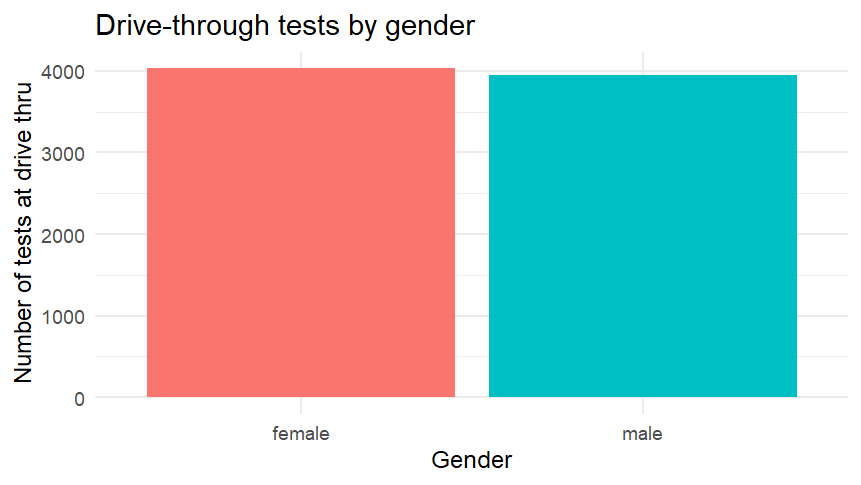 Drive-through tests by gender
Number of tests at drive thru
4000
3000
2000
1000
0
female
male
Gender